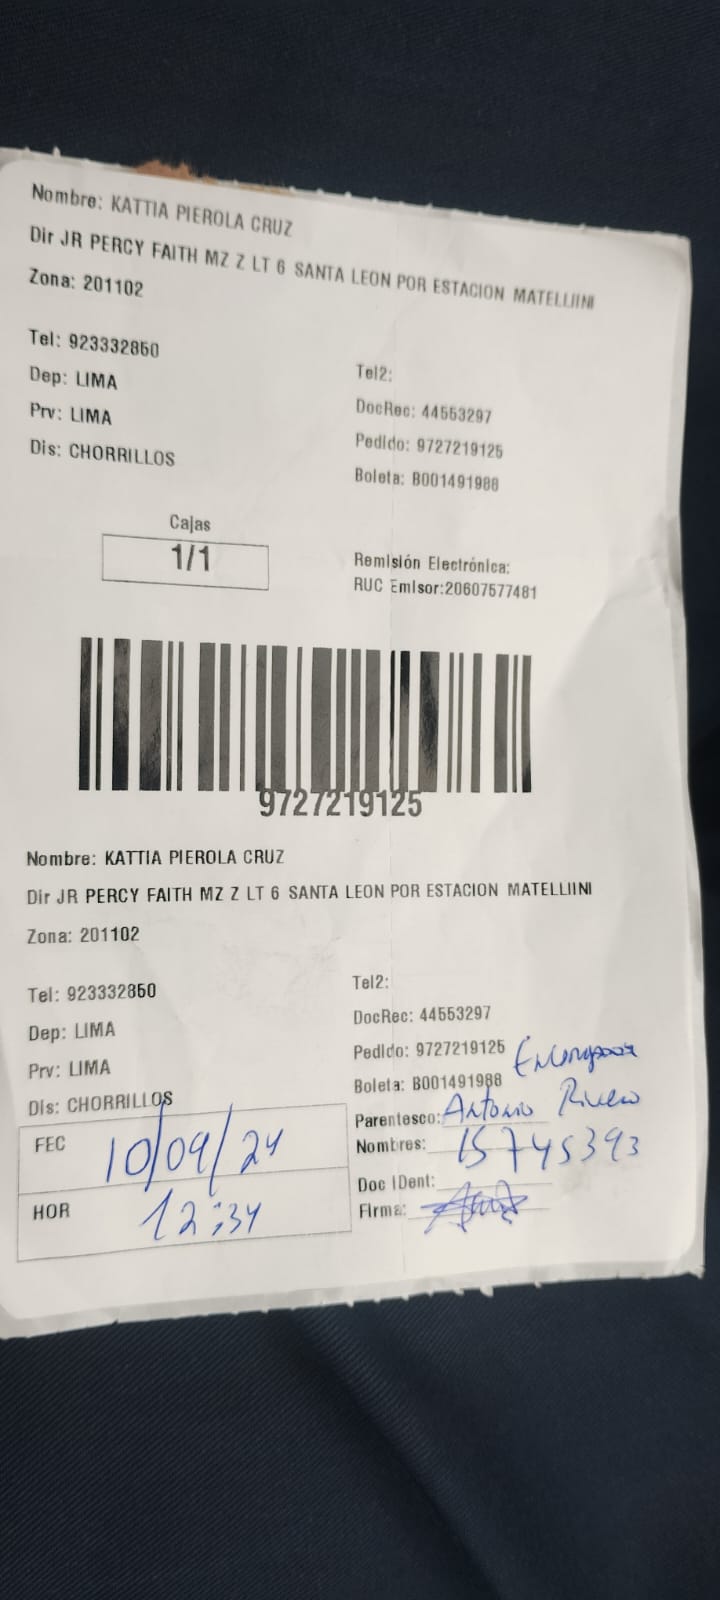 Nombre: KATTIA PIEROLA CRUZ
Dir JR PERCY FAITH MZ Z LT 6 SANTA LEON POR ESTACION MATELLIINI
Zona: 201102
Tel: 923332850
Tel2:
Dep: LIMA
DocRec: 44553297
Prv: LIMA
Pedido: 9727219125
Dis: CHORRILLOS
Boleta: B001491988
Cajas
1/1
Remisión Electrónica:
RUC Emisor:20607577481
9727219125
Nombre: KATTIA PIEROLA CRUZ
Dir JR PERCY FAITH MZ Z LT 6 SANTA LEON POR ESTACION MATELLIINI
Zona: 201102
Tel: 923332850
Tel2:
Dep: LIMA
DocRec: 44553297
Prv: LIMA
Pedido: 9727219125
Dis: CHORRILLOS
Boleta: B001491988
Parentesco: Antonio Rivero
FEC 10/09/24
Nombres: 15745393
Doc IDent:
HOR 12:34
Firma: